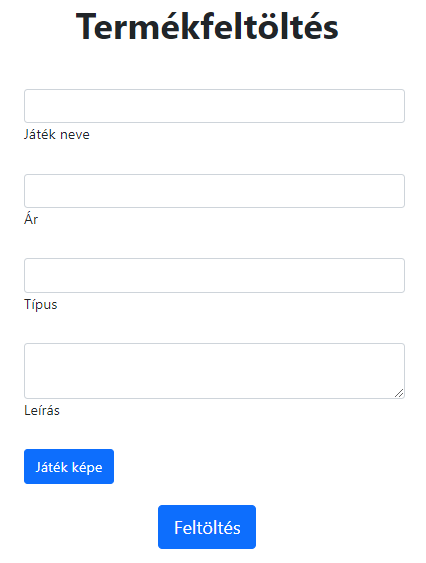 Termékfeltöltés
Játék neve
Ár
Típus
Leírás
Játék képe
Feltöltés